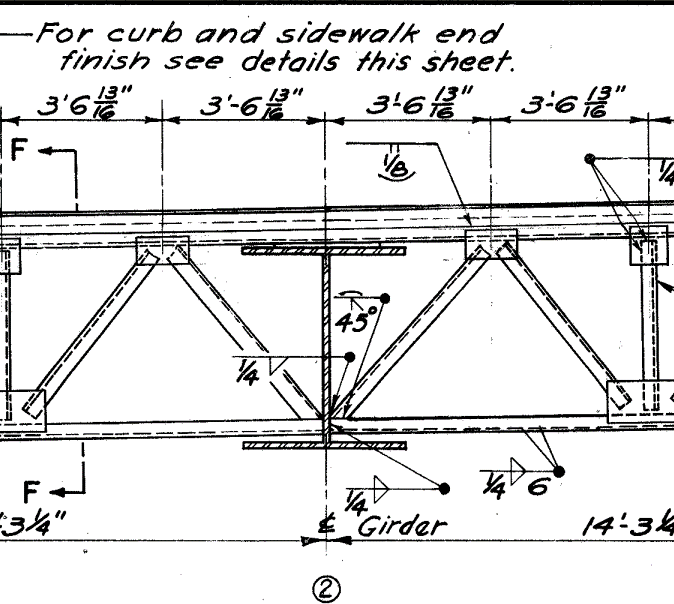 For curb and sidewalk end
finish see details this sheet.
3'6 13/16" 3'-6 13/16" 3'-6 13/16" 3'-6 13/16"
F
1/8
45°
1/4
F
1/4
1/4 6
3 1/4" ℄ Girder 14'-3 1/4
2